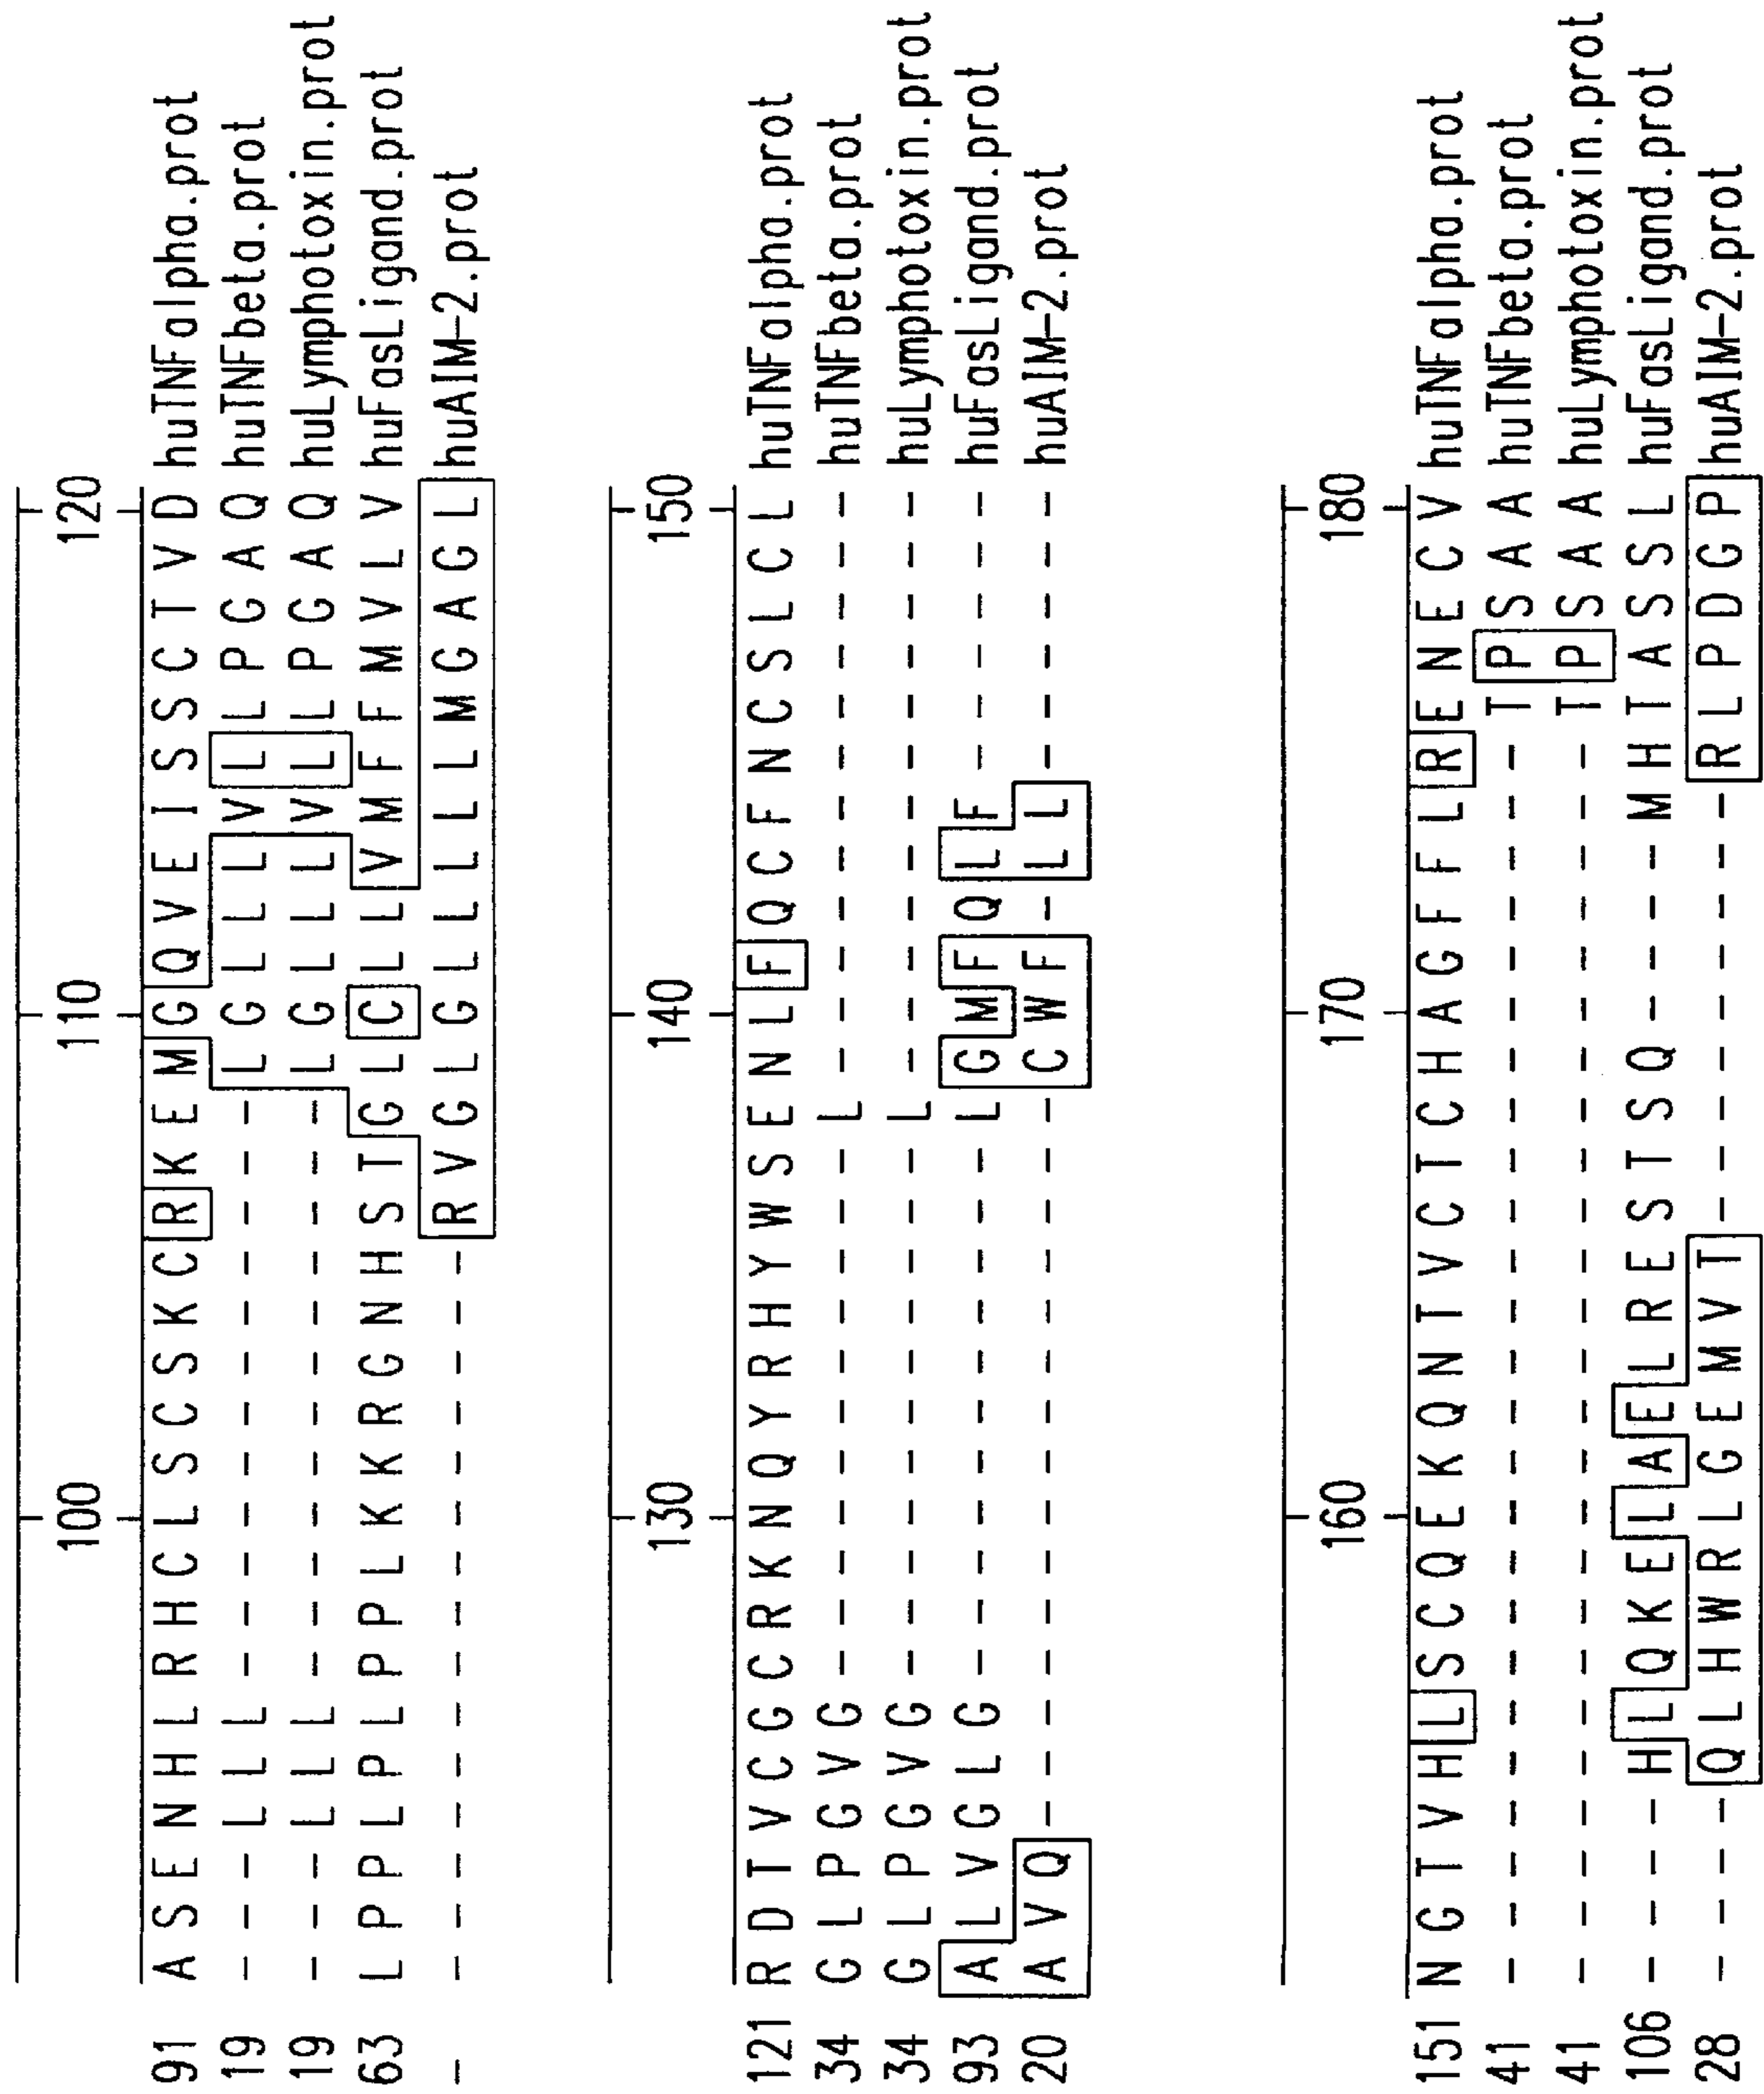 100 110 120
91 A S E N H L R H C L S C S K C R K E M G Q V E I S S C T V D huTNFalpha.prot
19 - - - L L L - - - - - - - - - - - - L G L L L V L L P G A Q huTNFbeta.prot
19 - - - L L L - - - - - - - - - - - - L G L L L V L L P G A Q huLymphotoxin.prot
63 L P P L P L P P L K K R G N H S T G L C L L V M F F M V L V huFasLigand.prot
- - - - - - - - - - - - - - - - R V G L G L L L L L M G A G L huAIM-2.prot
130 140 150
121 R D T V C G C R K N Q Y R H Y W S E N L F Q C F N C S L C L huTNFalpha.prot
34 G L P G V G - - - - - - - - - - - L - - - - - - - - - - - - huTNFbeta.prot
34 G L P G V G - - - - - - - - - - - L - - - - - - - - - - - - huLymphotoxin.prot
93 A L V G L G - - - - - - - - - - - L G M F Q L F - - - - - - huFasLigand.prot
20 A V Q - - - - - - - - - - - - - - - C W F - L L - - - - - - huAIM-2.prot
160 170 180
151 N G T V H L S C Q E K Q N T V C T C H A G F F L R E N E C V huTNFalpha.prot
41 - - - - - - - - - - - - - - - - - - - - - - - - - T P S A A huTNFbeta.prot
41 - - - - - - - - - - - - - - - - - - - - - - - - - T P S A A huLymphotoxin.prot
106 - - - - H L Q K E L A E L R E S T S Q - - - - M H T A S S L huFasLigand.prot
28 - - - - Q L H W R L G E M V T - - - - - - - - - R L P D G P huAIM-2.prot